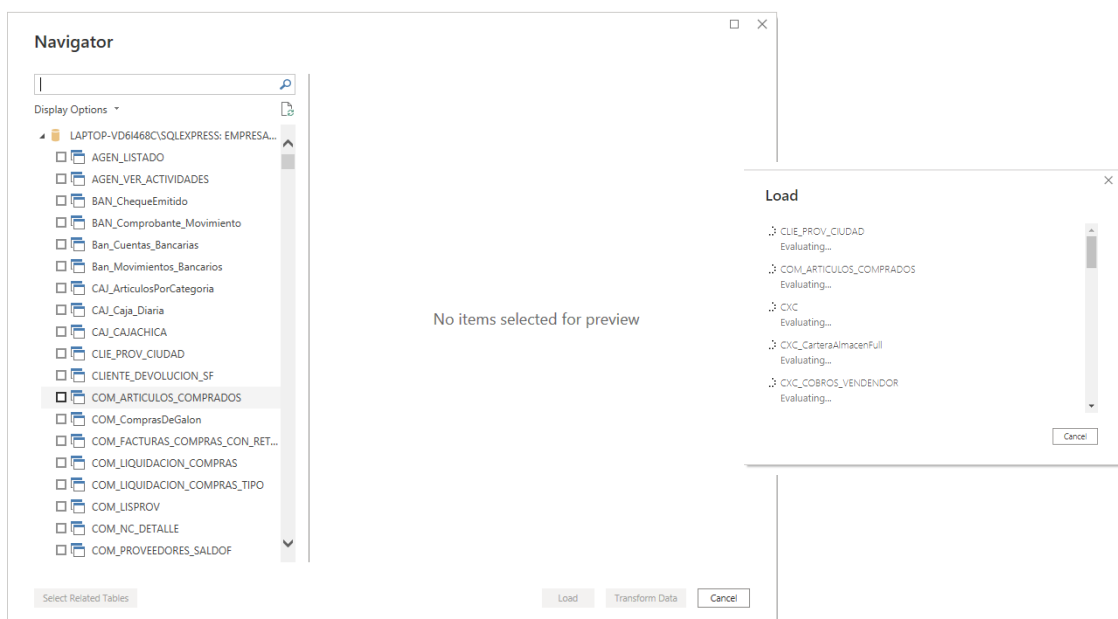 Navigator
Display Options
LAPTOP-VD6I468C\SQLEXPRESS: EMPRESA...
AGEN_LISTADO
AGEN_VER_ACTIVIDADES
BAN_ChequeEmitido
BAN_Comprobante_Movimiento
Ban_Cuentas_Bancarias
Ban_Movimientos_Bancarios
CAJ_ArticulosPorCategoria
CAJ_Caja_Diaria
CAJ_CAJACHICA
CLIE_PROV_CIUDAD
CLIENTE_DEVOLUCION_SF
COM_ARTICULOS_COMPRADOS
COM_ComprasDeGalon
COM_FACTURAS_COMPRAS_CON_RET...
COM_LIQUIDACION_COMPRAS
COM_LIQUIDACION_COMPRAS_TIPO
COM_LISPROV
COM_NC_DETALLE
COM_PROVEEDORES_SALDOF
No items selected for preview
Select Related Tables
Load
Transform Data
Cancel
Load
CLIE_PROV_CIUDAD
Evaluating...
COM_ARTICULOS_COMPRADOS
Evaluating...
CXC
Evaluating...
CXC_CarteraAlmacenFull
Evaluating...
CXC_COBROS_VENDENDOR
Evaluating...
Cancel